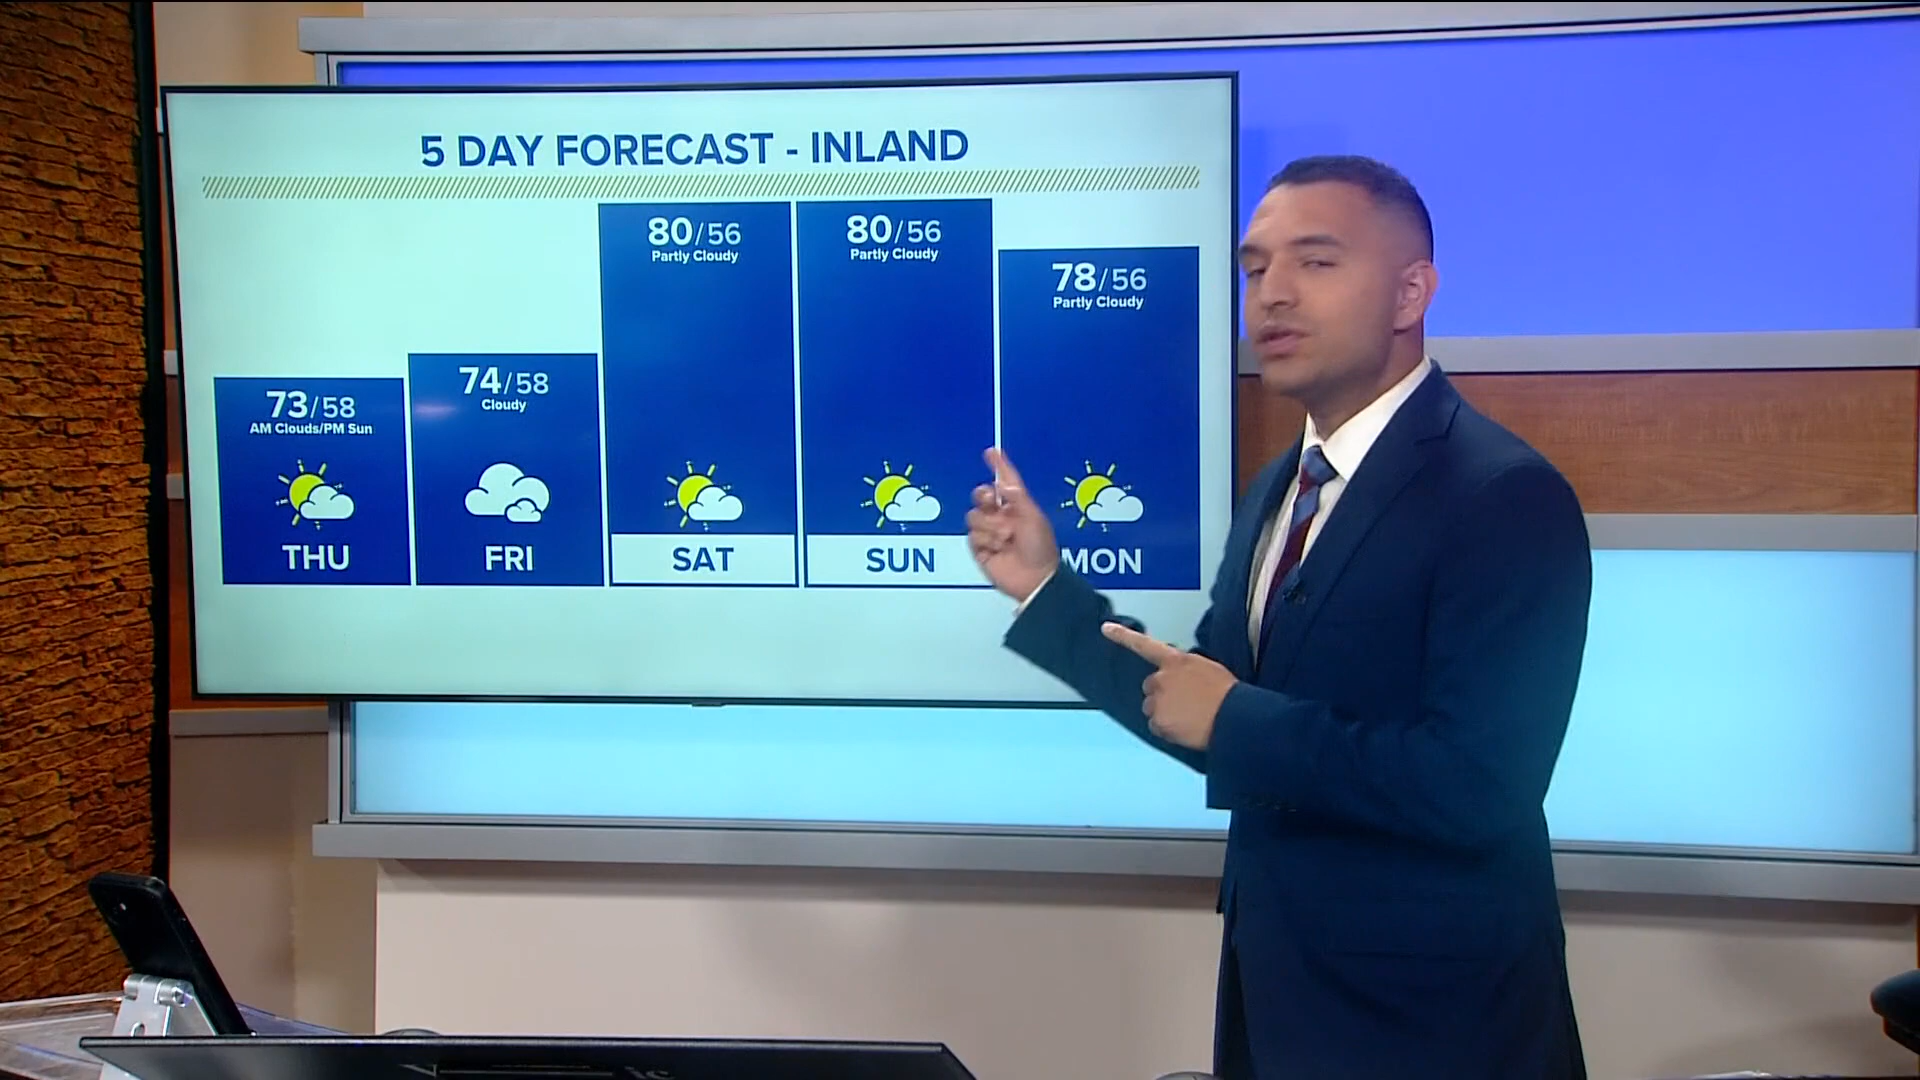 5 DAY FORECAST - INLAND
73/58
AM Clouds/PM Sun
THU
74/58
Cloudy
FRI
80/56
Partly Cloudy
SAT
80/56
Partly Cloudy
SUN
78/56
Partly Cloudy
MON